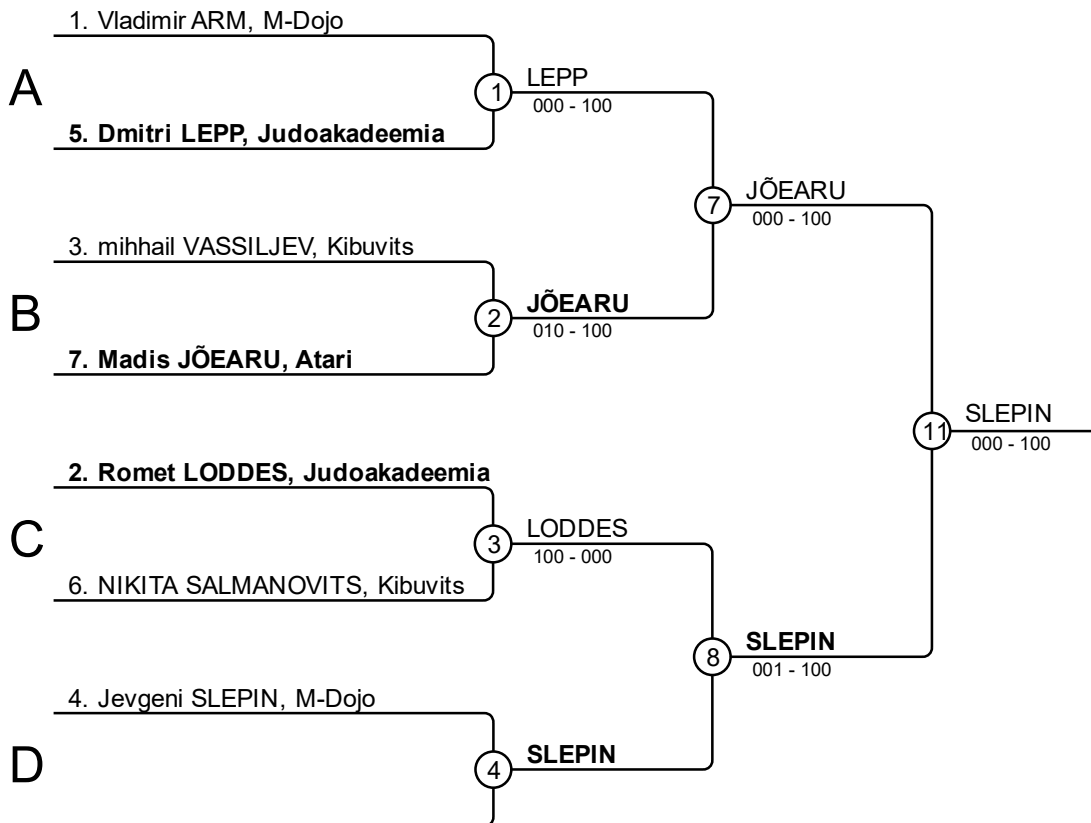 1. Vladimir ARM, M-Dojo
A
1
LEPP
000 - 100
5. Dmitri LEPP, Judoakadeemia
7
JÕEARU
000 - 100
3. mihhail VASSILJEV, Kibuvits
B
2
JÕEARU
010 - 100
7. Madis JÕEARU, Atari
11
SLEPIN
000 - 100
2. Romet LODDES, Judoakadeemia
C
3
LODDES
100 - 000
6. NIKITA SALMANOVITS, Kibuvits
8
SLEPIN
001 - 100
4. Jevgeni SLEPIN, M-Dojo
D
4
SLEPIN